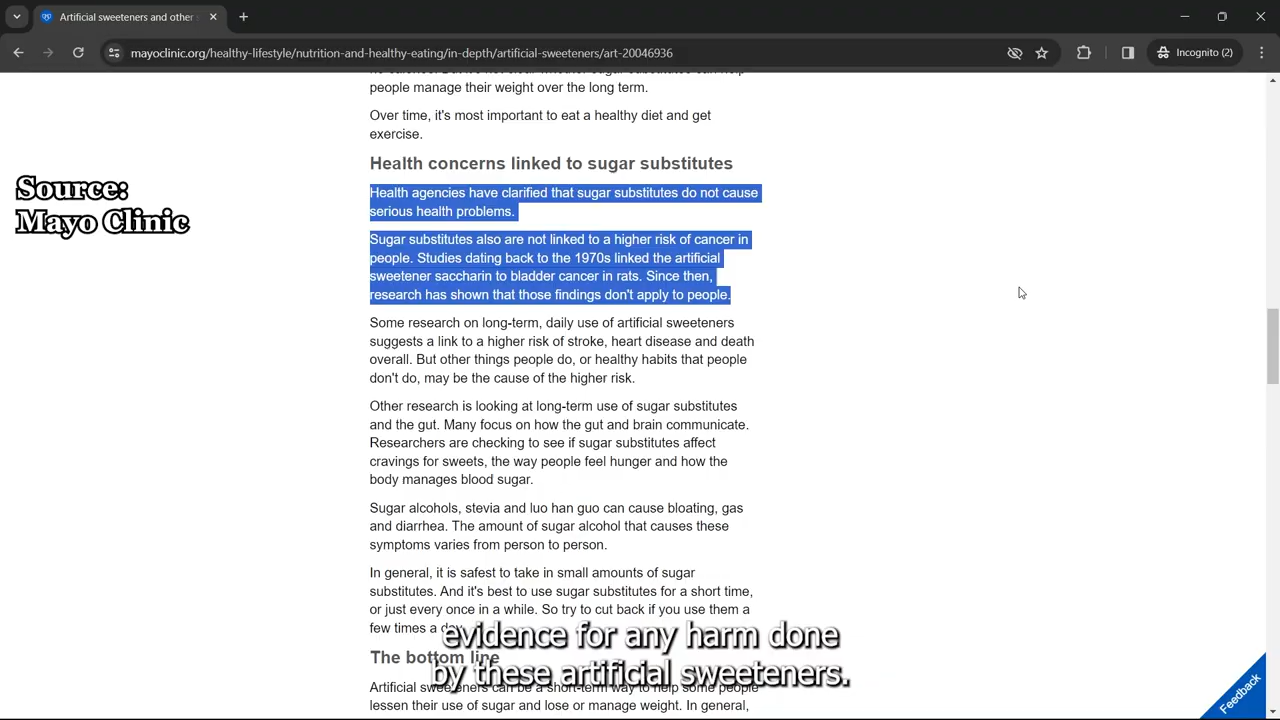 Artificial sweeteners and other
mayoclinic.org/healthy-lifestyle/nutrition-and-healthy-eating/in-depth/artificial-sweeteners/art-20046936
Incognito (2)
people manage their weight over the long term.
Over time, it's most important to eat a healthy diet and get
exercise.
Health concerns linked to sugar substitutes
Source:
Mayo Clinic
Health agencies have clarified that sugar substitutes do not cause
serious health problems.
Sugar substitutes also are not linked to a higher risk of cancer in
people. Studies dating back to the 1970s linked the artificial
sweetener saccharin to bladder cancer in rats. Since then,
research has shown that those findings don't apply to people.
Some research on long-term, daily use of artificial sweeteners
suggests a link to a higher risk of stroke, heart disease and death
overall. But other things people do, or healthy habits that people
don't do, may be the cause of the higher risk.
Other research is looking at long-term use of sugar substitutes
and the gut. Many focus on how the gut and brain communicate.
Researchers are checking to see if sugar substitutes affect
cravings for sweets, the way people feel hunger and how the
body manages blood sugar.
Sugar alcohols, stevia and luo han guo can cause bloating, gas
and diarrhea. The amount of sugar alcohol that causes these
symptoms varies from person to person.
In general, it is safest to take in small amounts of sugar
substitutes. And it's best to use sugar substitutes for a short time,
or just every once in a while. So try to cut back if you use them a
few times a day.
evidence for any harm done
by these artificial sweeteners.
The bottom line
Artificial sweeteners can be a short-term way to help some people
lessen their use of sugar and lose or manage weight. In general,
Feedback